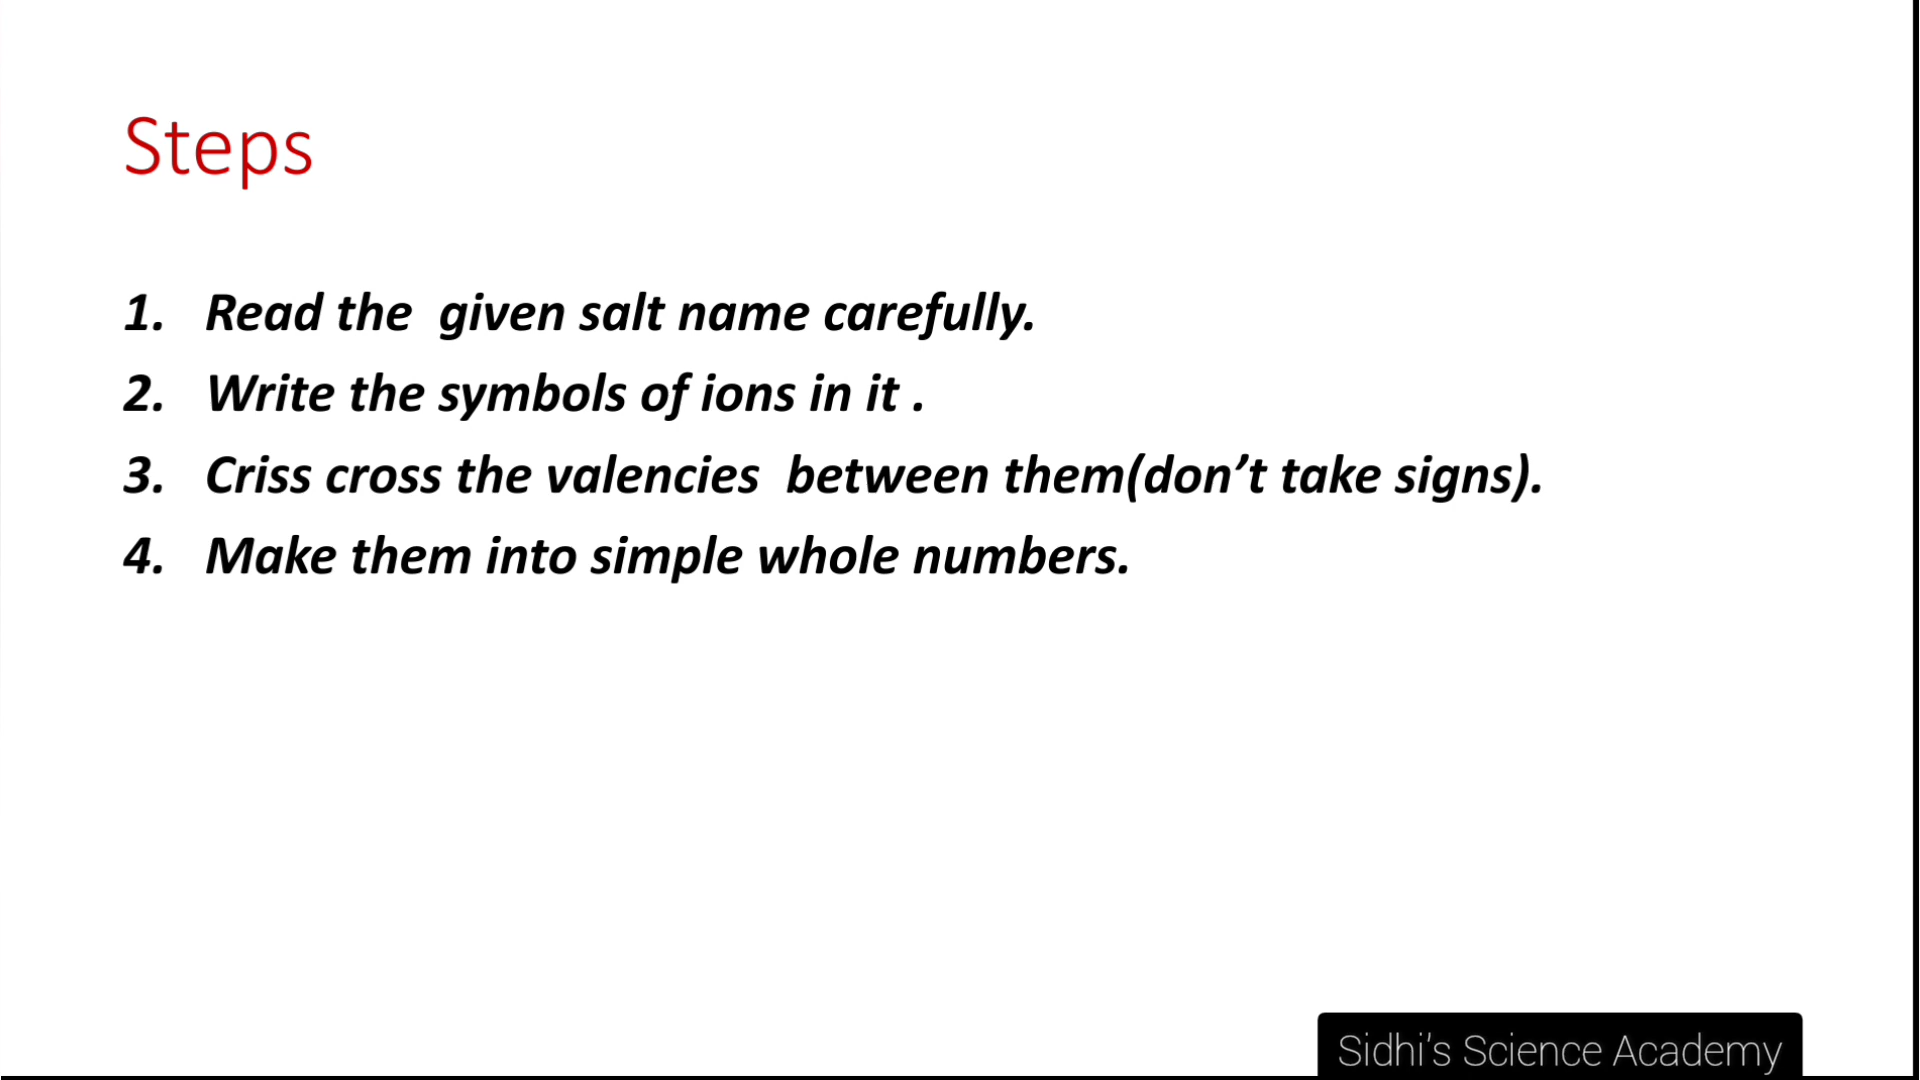 Steps
1. Read the given salt name carefully.
2. Write the symbols of ions in it .
3. Criss cross the valencies between them(don’t take signs).
4. Make them into simple whole numbers.
Sidhi's Science Academy